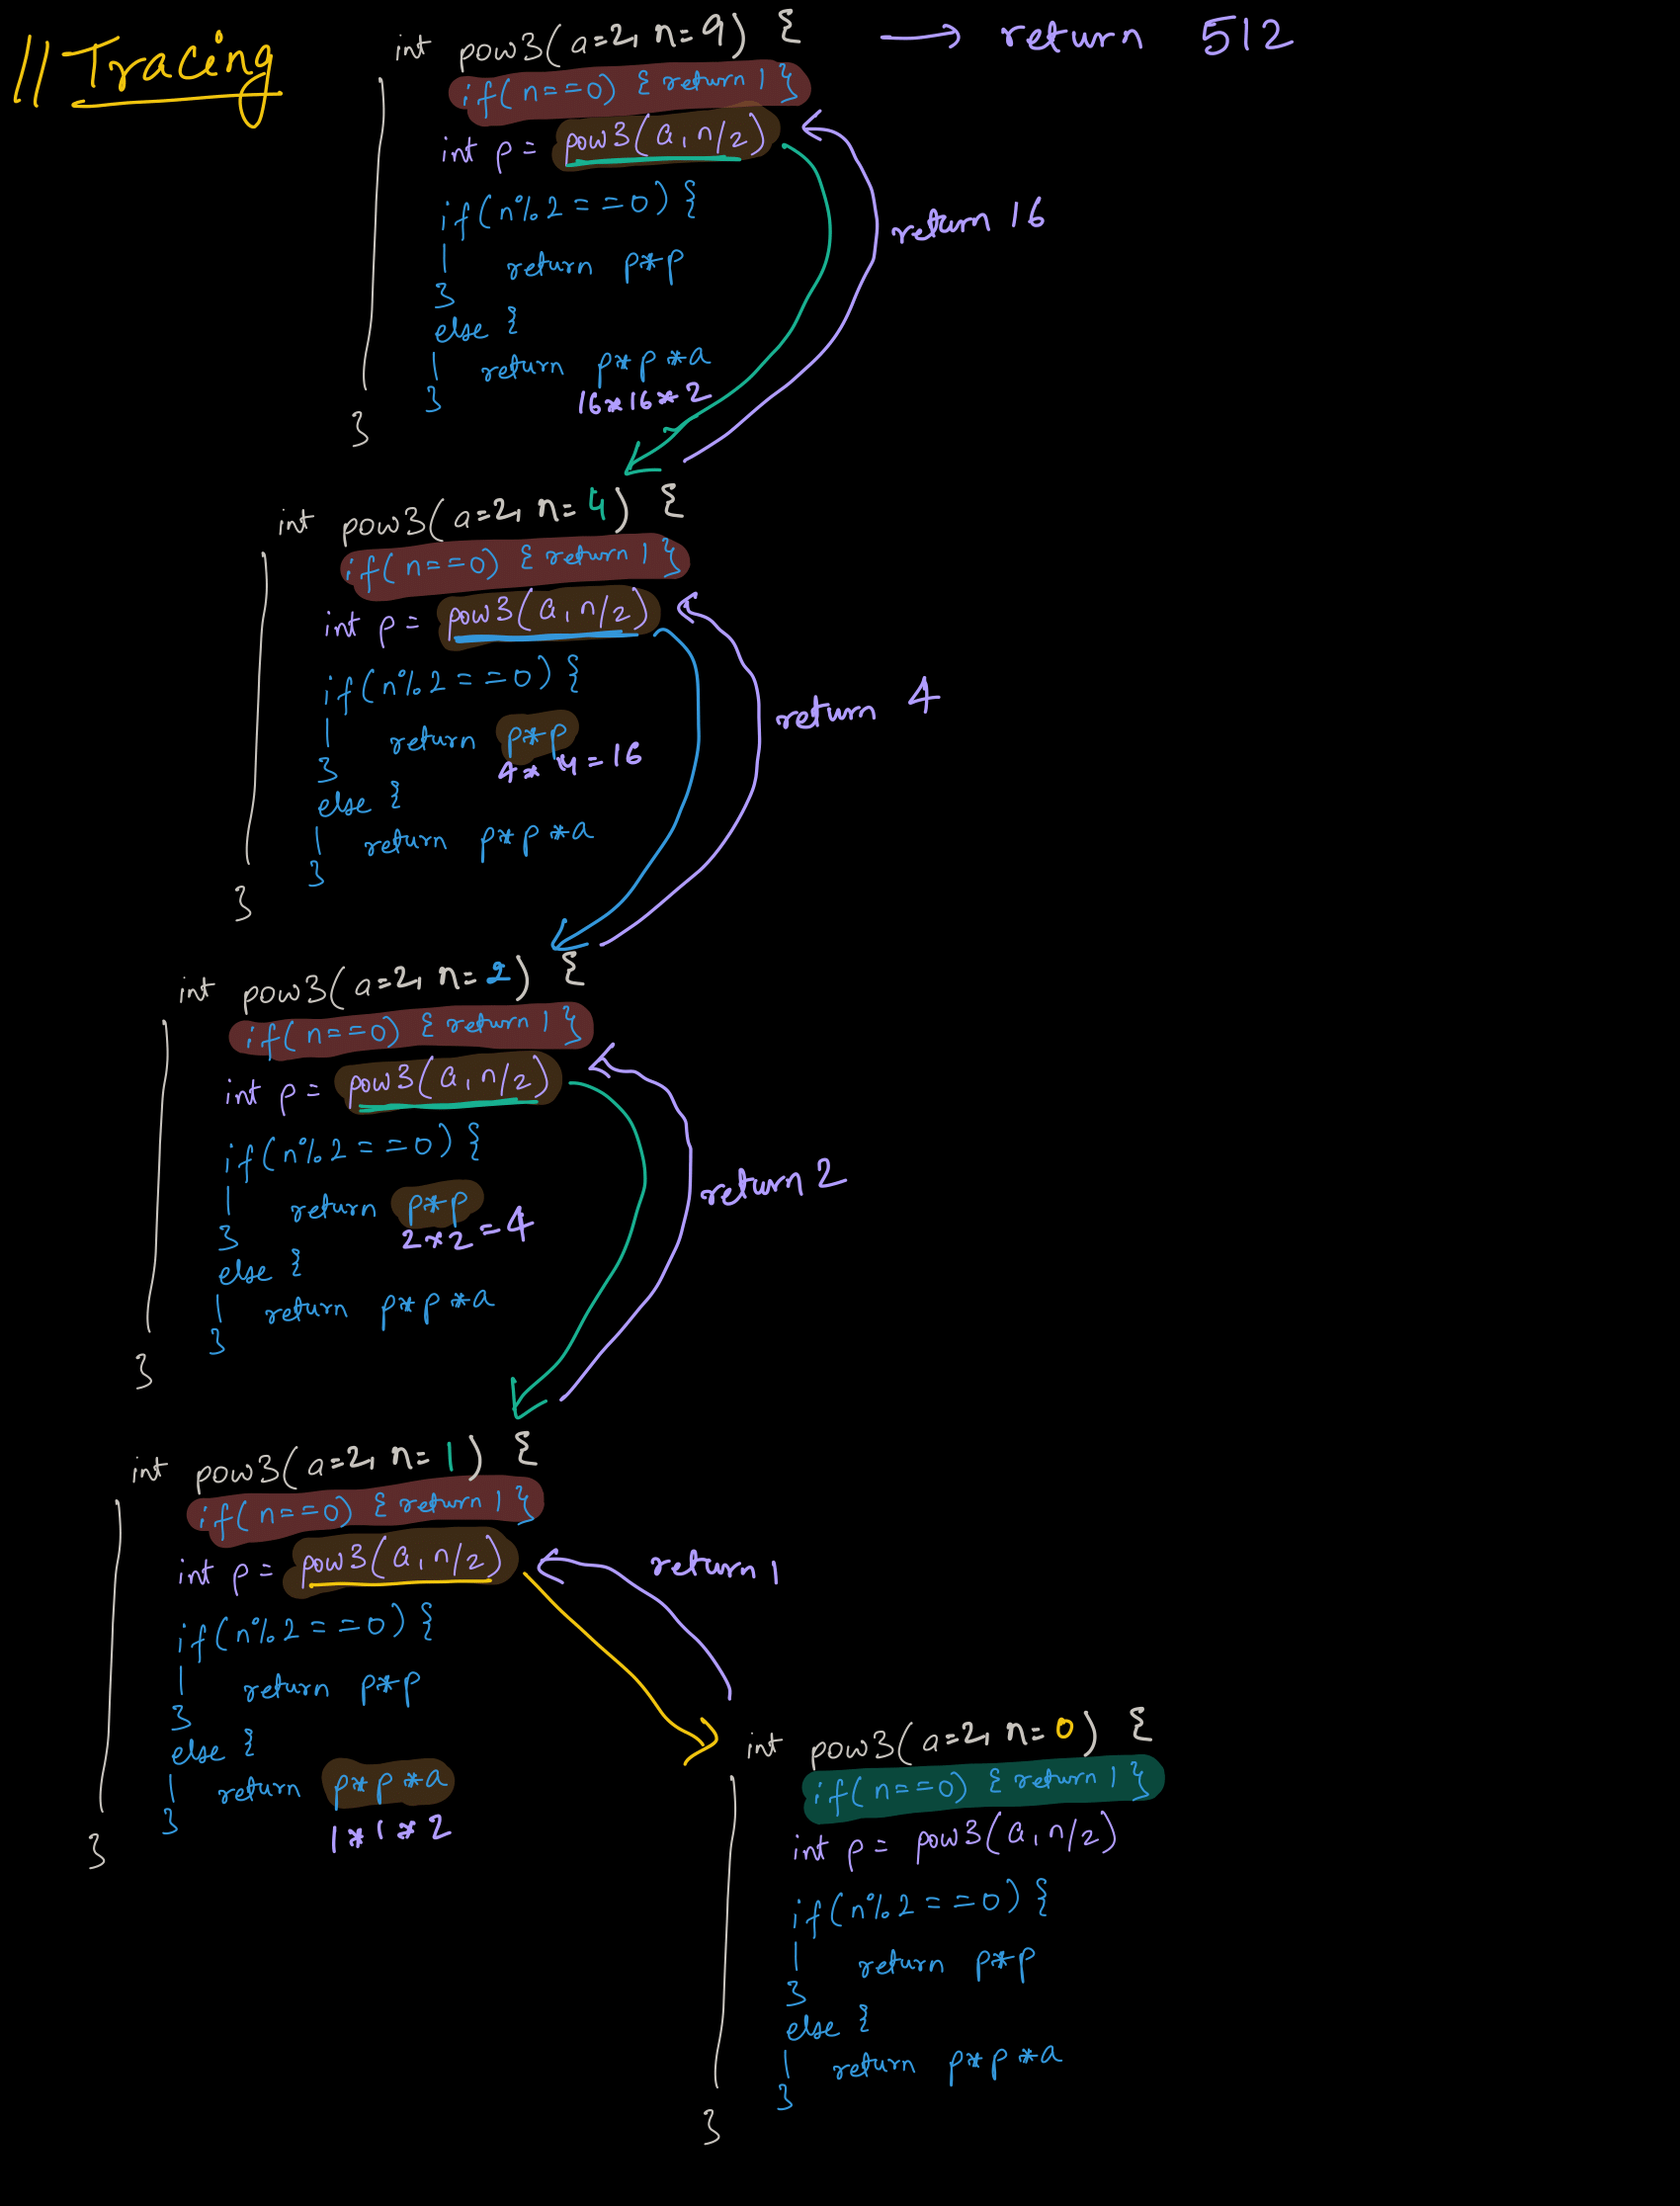 // Tracing
int pow3(a=2, n=9) { → return 512
if(n==0) { return 1 }
int p = pow3(a, n/2)
return 16
if(n%2==0) {
return p*p
}
else {
return p*p*a
16*16*2
}
}
int pow3(a=2, n=4) {
if(n==0) { return 1 }
int p = pow3(a, n/2)
if(n%2==0) {
return 4
return p*p
4*4=16
}
else {
return p*p*a
}
}
int pow3(a=2, n=2) {
if(n==0) { return 1 }
int p = pow3(a, n/2)
if(n%2==0) {
return 2
return p*p
2*2=4
}
else {
return p*p*a
}
}
int pow3(a=2, n=1) {
if(n==0) { return 1 }
int p = pow3(a, n/2)
return 1
if(n%2==0) {
return p*p
}
else {
return p*p*a
1*1*2
}
}
int pow3(a=2, n=0) {
if(n==0) { return 1 }
int p = pow3(a, n/2)
if(n%2==0) {
return p*p
}
else {
return p*p*a
}
}